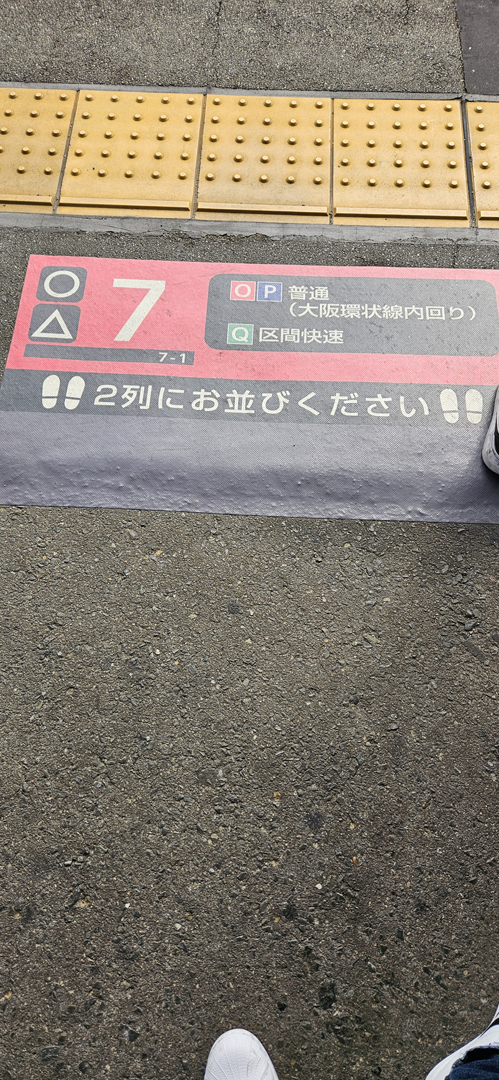 ○ 7
△
7-1
O P 普通
（大阪環状線内回り）
Q 区間快速
2列にお並びください